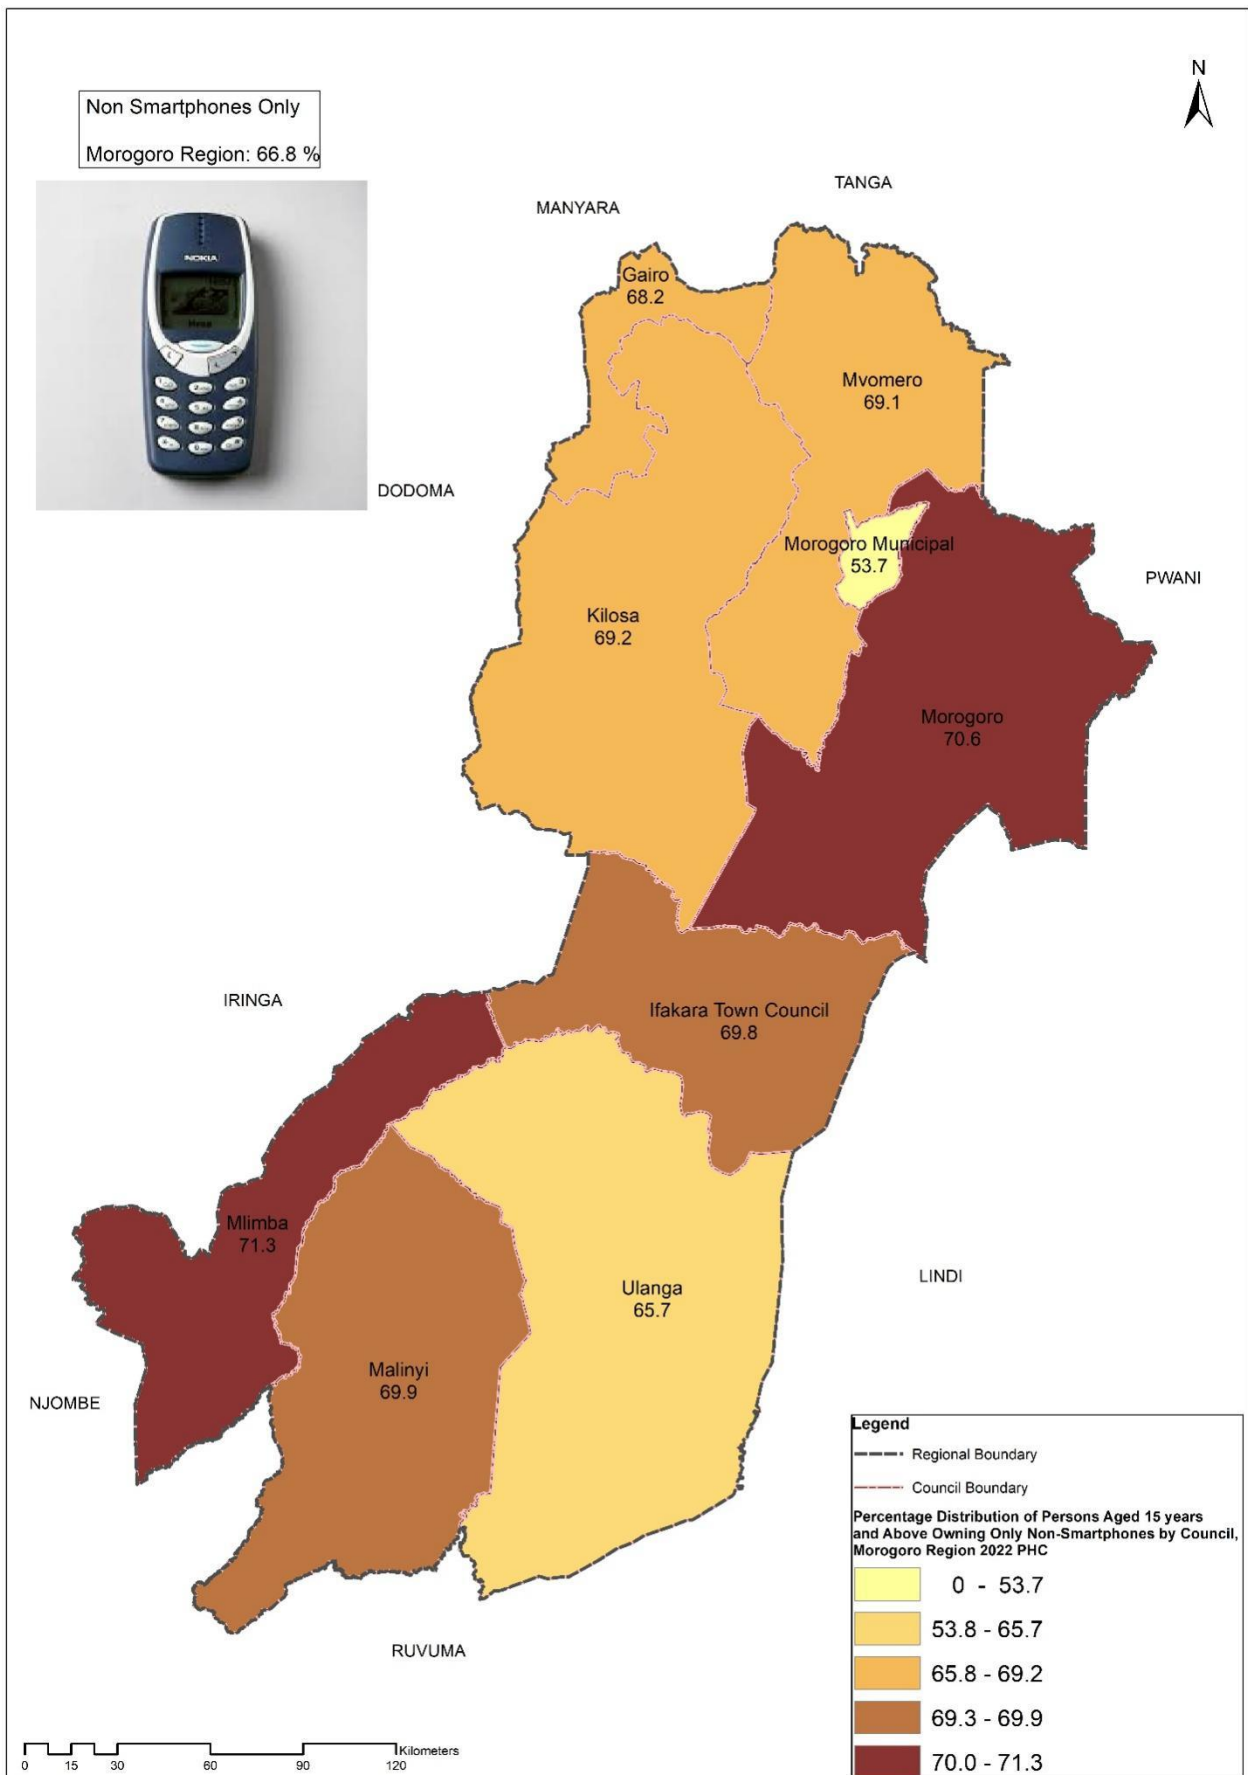 N
Non Smartphones Only
Morogoro Region: 66.8 %
NOKIA
TANGA
MANYARA
Gairo
68.2
Mvomero
69.1
DODOMA
Morogoro Municipal
53.7
PWANI
Kilosa
69.2
Morogoro
70.6
IRINGA
Ifakara Town Council
69.8
Mlimba
71.3
LINDI
Ulanga
65.7
Malinyi
69.9
NJOMBE
RUVUMA
Legend
Regional Boundary
Council Boundary
Percentage Distribution of Persons Aged 15 years
and Above Owning Only Non-Smartphones by Council,
Morogoro Region 2022 PHC
0 - 53.7
53.8 - 65.7
65.8 - 69.2
69.3 - 69.9
70.0 - 71.3
Kilometers
0 15 30 60 90 120